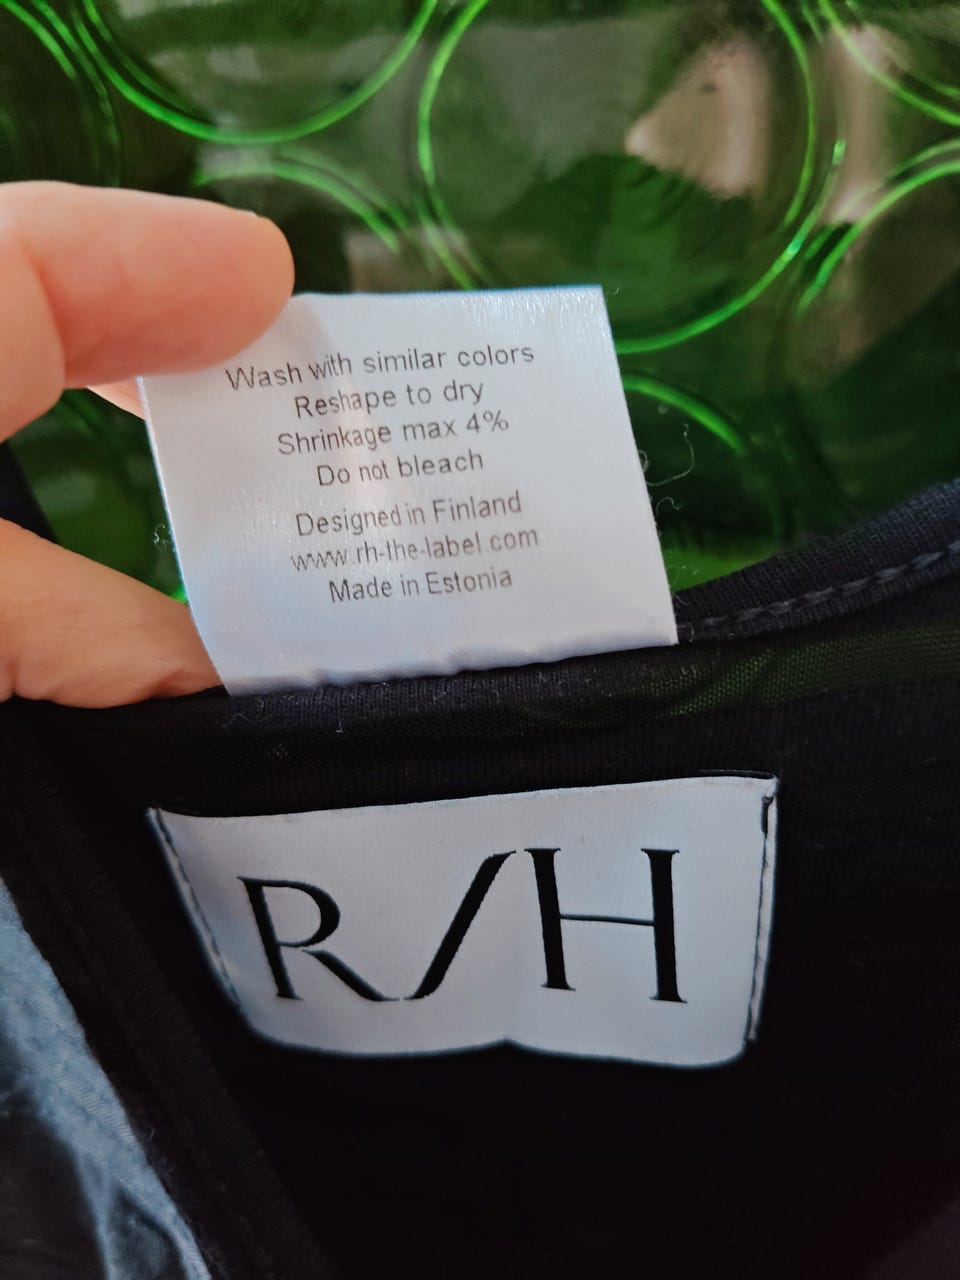 Wash with similar colors
Reshape to dry
Shrinkage max 4%
Do not bleach
Designed in Finland
www.rh-the-label.com
Made in Estonia
R/H